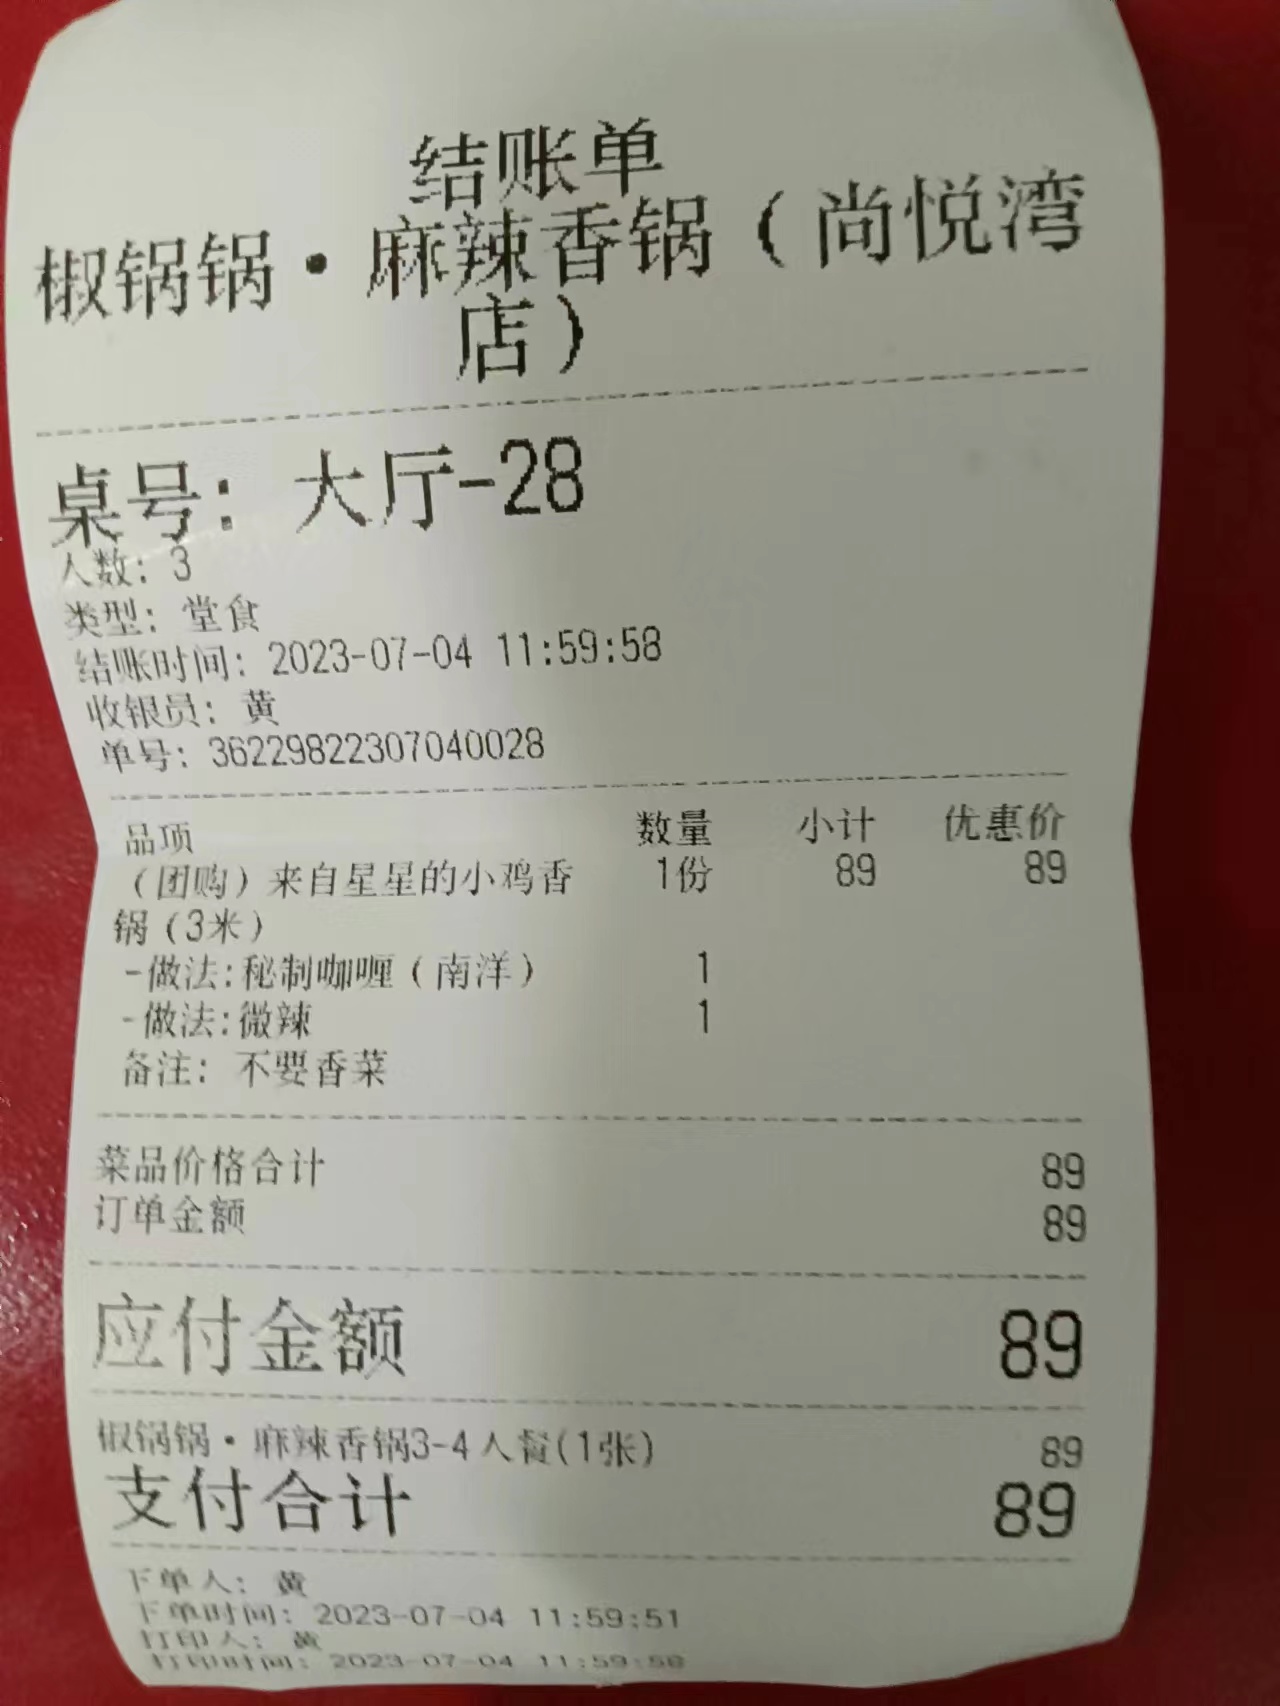 结账单
椒锅锅·麻辣香锅（尚悦湾
店）
桌号：大厅-28
人数：3
类型：堂食
结账时间：2023-07-04 11:59:58
收银员：黄
单号：36229822307040028
品项 数量 小计 优惠价
（团购）来自星星的小鸡香 1份 89 89
锅（3米）
-做法:秘制咖喱（南洋） 1
-做法:微辣 1
备注：不要香菜
菜品价格合计 89
订单金额 89
应付金额 89
椒锅锅·麻辣香锅3-4人餐(1张) 89
支付合计 89
下单人：黄
下单时间：2023-07-04 11:59:51
打印人：黄
打印时间：2023-07-04 11:59:58